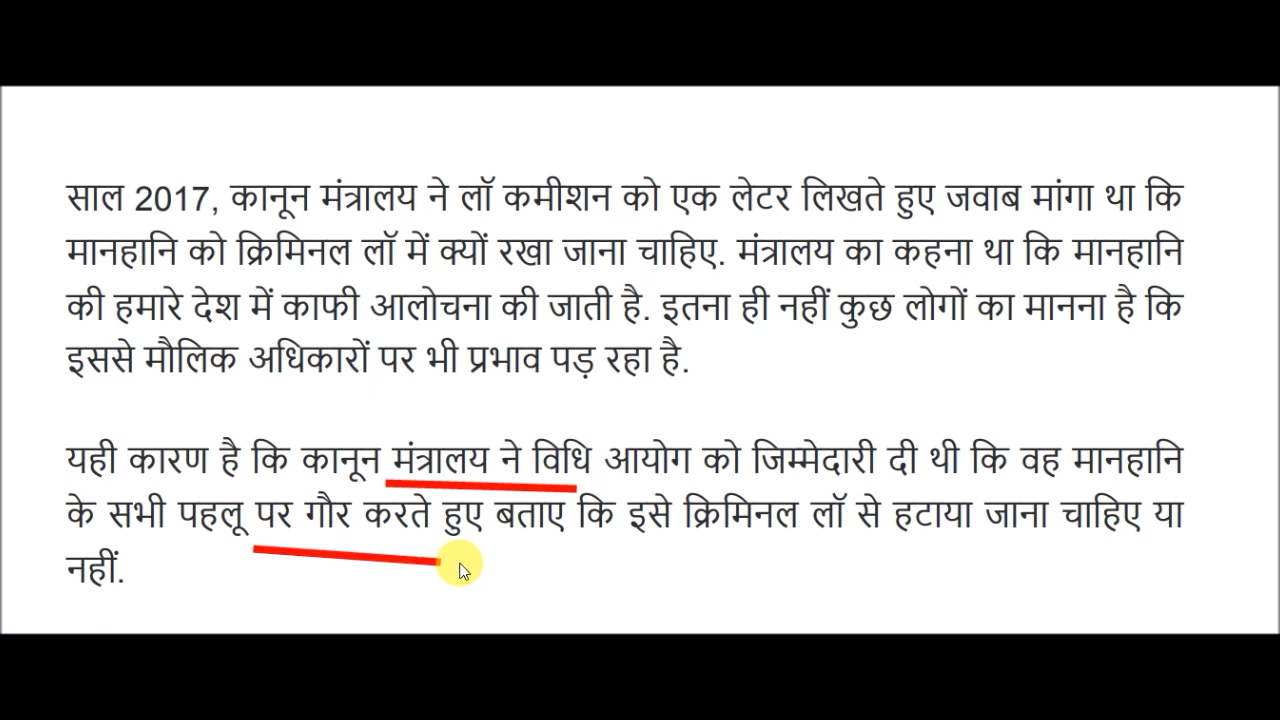 साल 2017, कानून मंत्रालय ने लॉ कमीशन को एक लेटर लिखते हुए जवाब मांगा था कि
मानहानि को क्रिमिनल लॉ में क्यों रखा जाना चाहिए. मंत्रालय का कहना था कि मानहानि
की हमारे देश में काफी आलोचना की जाती है. इतना ही नहीं कुछ लोगों का मानना है कि
इससे मौलिक अधिकारों पर भी प्रभाव पड़ रहा है.
यही कारण है कि कानून मंत्रालय ने विधि आयोग को जिम्मेदारी दी थी कि वह मानहानि
के सभी पहलू पर गौर करते हुए बताए कि इसे क्रिमिनल लॉ से हटाया जाना चाहिए या
नहीं.